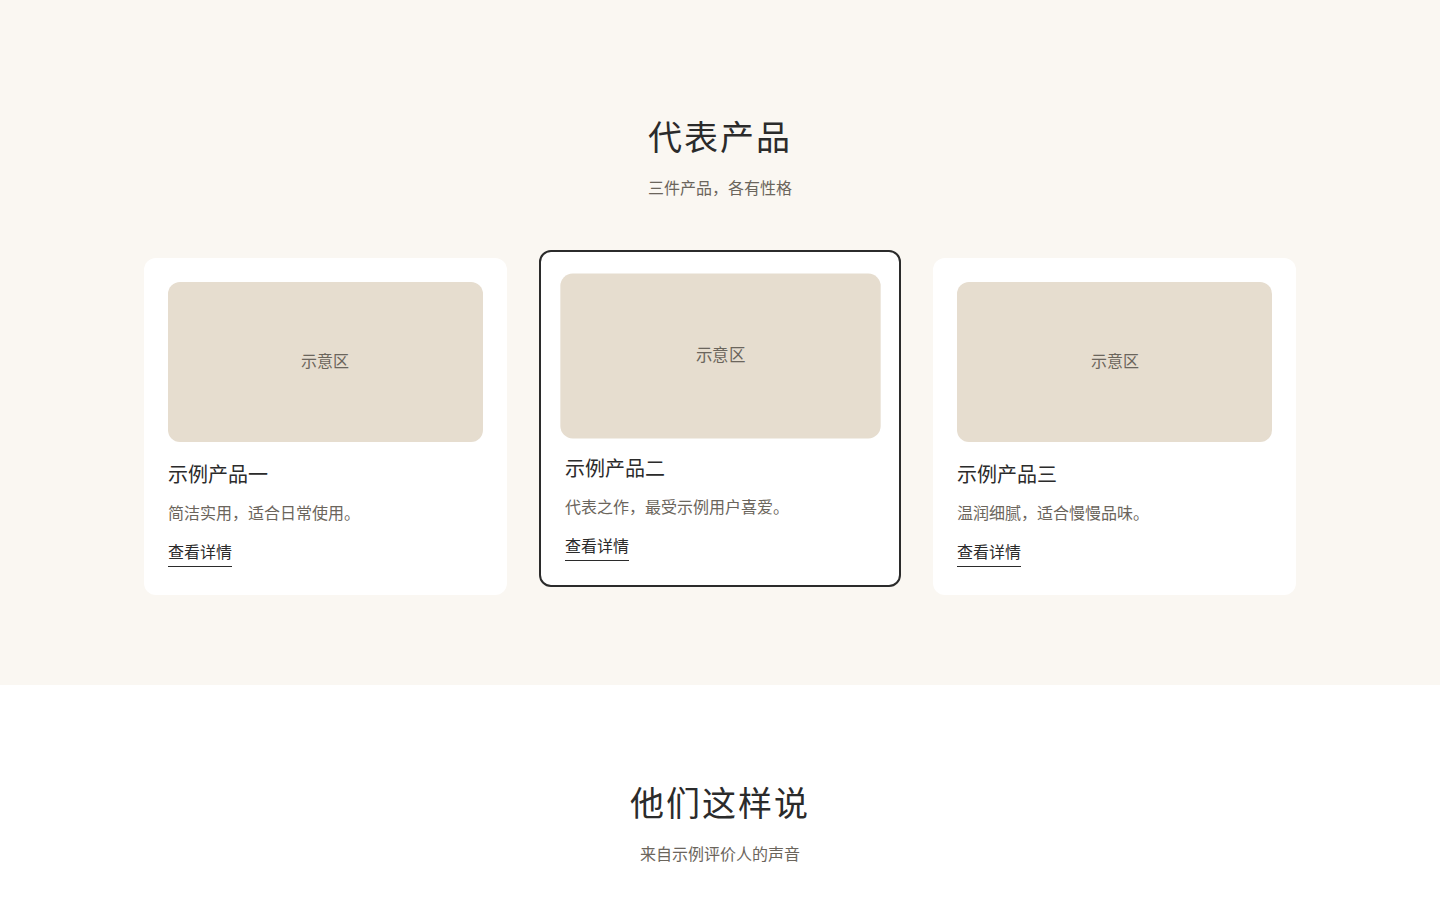 代表产品
三件产品，各有性格
示意区
示例产品一
简洁实用，适合日常使用。
查看详情
示意区
示例产品二
代表之作，最受示例用户喜爱。
查看详情
示意区
示例产品三
温润细腻，适合慢慢品味。
查看详情
他们这样说
来自示例评价人的声音